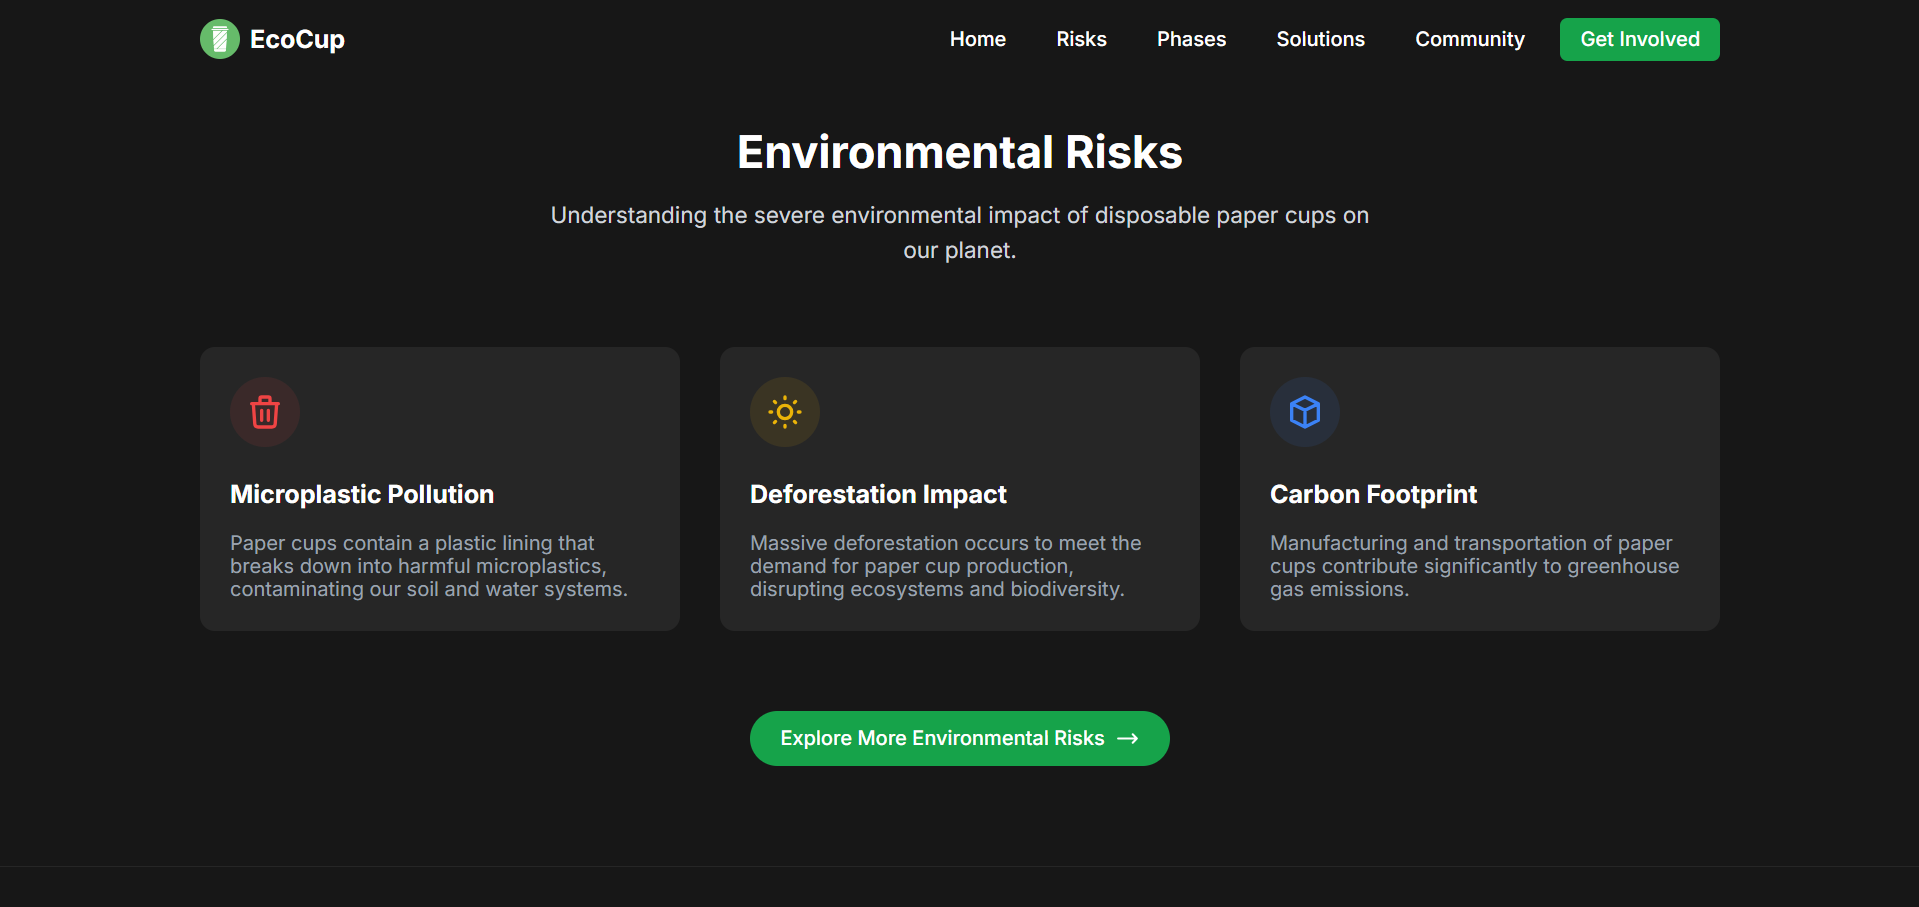 EcoCup
Home
Risks
Phases
Solutions
Community
Get Involved
Environmental Risks
Understanding the severe environmental impact of disposable paper cups on
our planet.
Microplastic Pollution
Paper cups contain a plastic lining that
breaks down into harmful microplastics,
contaminating our soil and water systems.
Deforestation Impact
Massive deforestation occurs to meet the
demand for paper cup production,
disrupting ecosystems and biodiversity.
Carbon Footprint
Manufacturing and transportation of paper
cups contribute significantly to greenhouse
gas emissions.
Explore More Environmental Risks →